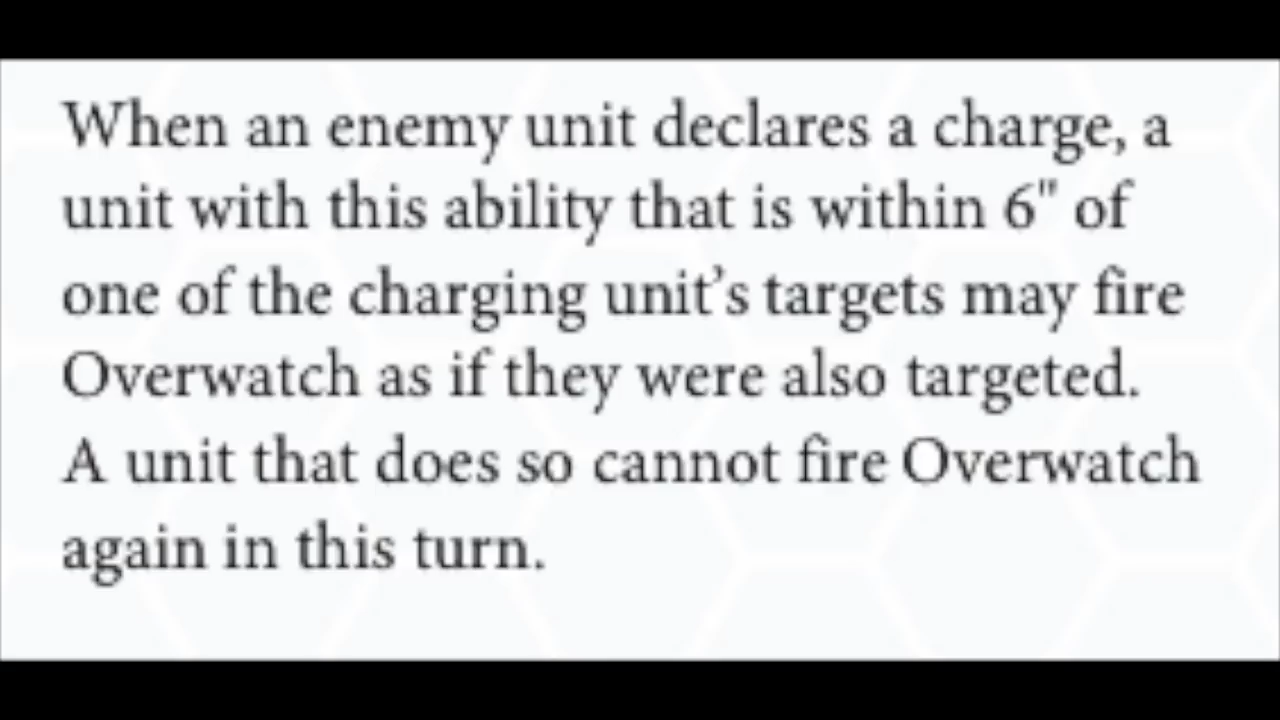 When an enemy unit declares a charge, a
unit with this ability that is within 6" of
one of the charging unit’s targets may fire
Overwatch as if they were also targeted.
A unit that does so cannot fire Overwatch
again in this turn.